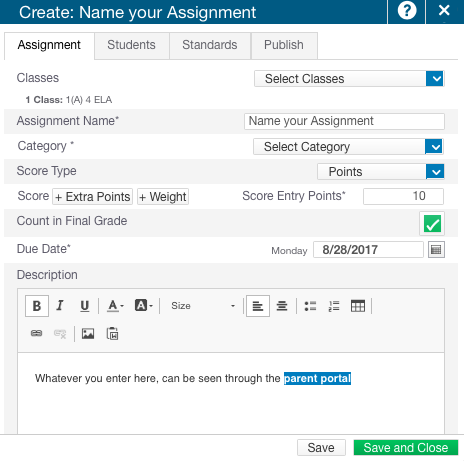 Create: Name your Assignment ? ×
Assignment Students Standards Publish
Classes Select Classes
1 Class: 1(A) 4 ELA
Assignment Name* Name your Assignment
Category * Select Category
Score Type Points
Score + Extra Points + Weight Score Entry Points* 10
Count in Final Grade
Due Date* Monday 8/28/2017
Description
B I U A A Size
Whatever you enter here, can be seen through the parent portal
Save Save and Close